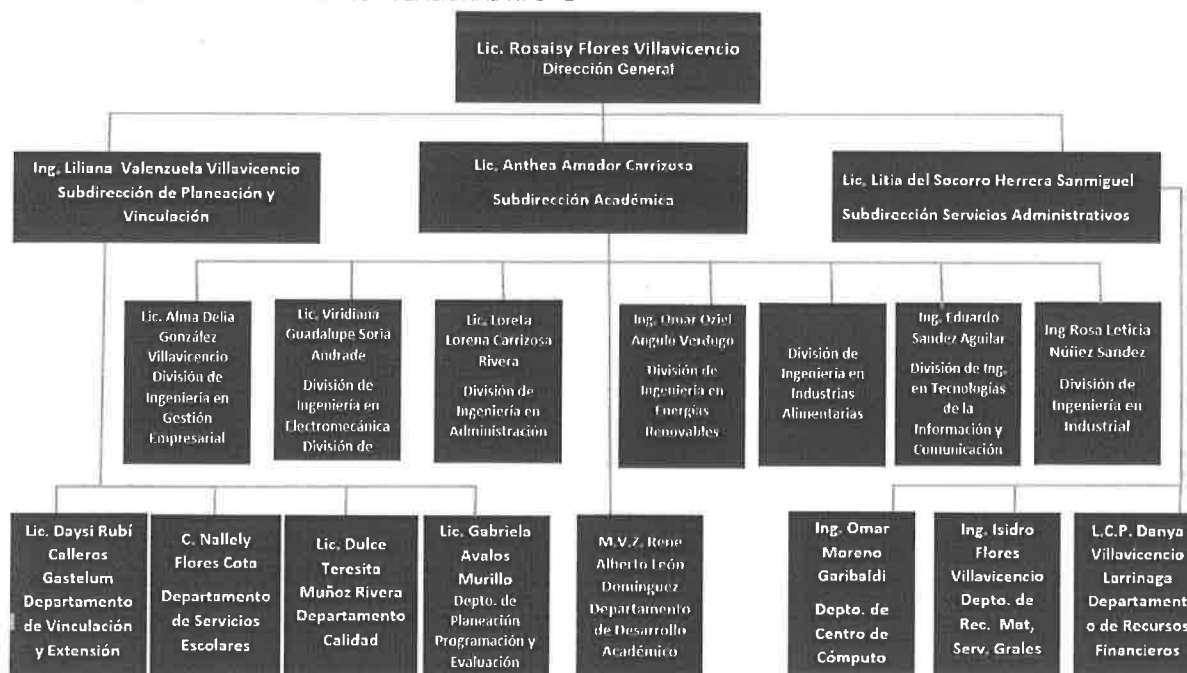 Lic. Rosaisy Flores Villavicencio
Dirección General
Ing. Liliana Valenzuela Villavicencio
Subdirección de Planeación y
Vinculación
Lic. Anthea Amador Carrizosa
Subdirección Académica
Lic. Litia del Socorro Herrera Sanmiguel
Subdirección Servicios Administrativos
Lic. Alma Delia
González
Villavicencio
División de
Ingeniería en
Gestión
Empresarial
Lic. Viridiana
Guadalupe Soria
Andrade
División de
Ingeniería en
Electromecánica
División de
Lic. Loreta
Lorena Carrizosa
Rivera
División de
Ingeniería en
Administración
Ing. Omar Oziel
Angulo Verdugo
División de
Ingeniería en
Energías
Renovables
División de
Ingeniería en
Industrias
Alimentarias
Ing. Eduardo
Sandez Aguilar
División de Ing.
en Tecnologías
de la
Información y
Comunicación
Ing Rosa Leticia
Núñez Sandez
División de
Ingeniería en
Industrial
Lic. Daysi Rubí
Calleros
Gastelum
Departamento
de Vinculación
y Extensión
C. Nallely
Flores Cota
Departamento
de Servicios
Escolares
Lic. Dulce
Teresita
Muñoz Rivera
Departamento
Calidad
Lic. Gabriela
Avalos
Murillo
Depto. de
Planeación
Programación y
Evaluación
M.V.Z. Rene
Alberto León
Domínguez
Departamento
de Desarrollo
Académico
Ing. Omar
Moreno
Garibaldi
Depto. de
Centro de
Cómputo
Ing. Isidro
Flores
Villavicencio
Depto. de
Rec. Mat,
Serv. Grales
L.C.P. Danya
Villavicencio
Larrinaga
Departament
o de Recursos
Financieros